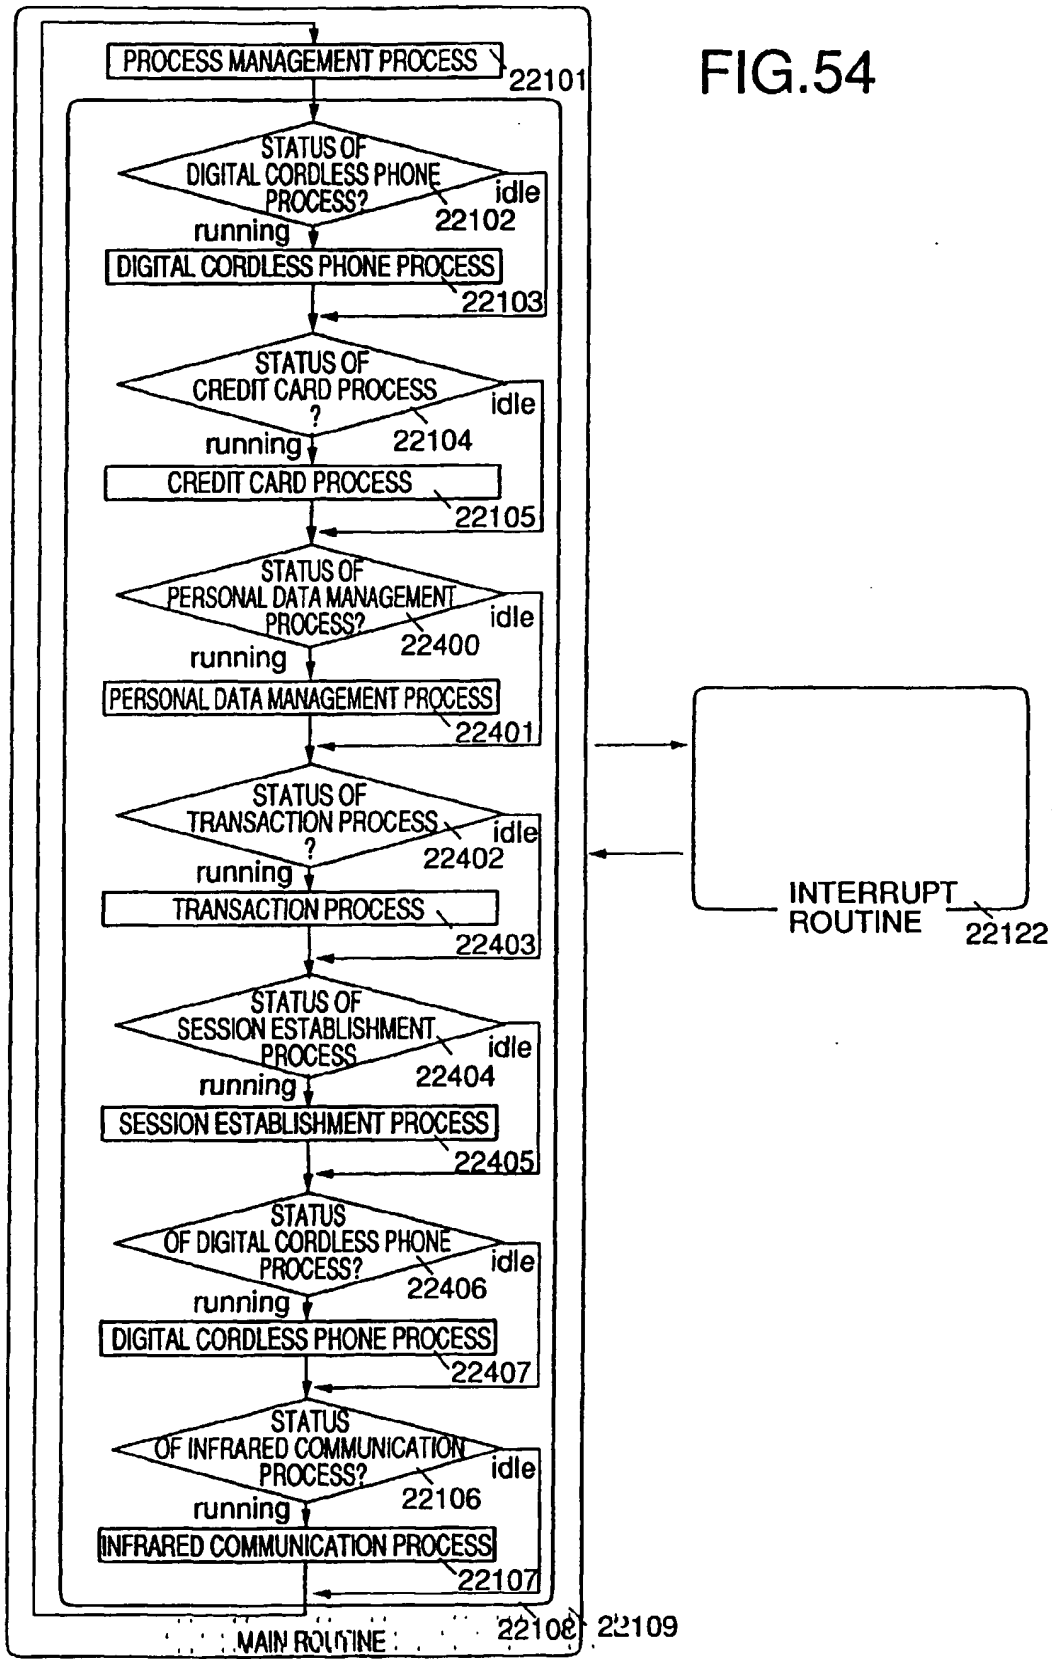 FIG.54
PROCESS MANAGEMENT PROCESS
22101
STATUS OF
DIGITAL CORDLESS PHONE
PROCESS?
22102
idle
running
DIGITAL CORDLESS PHONE PROCESS
22103
STATUS OF
CREDIT CARD PROCESS
?
22104
idle
running
CREDIT CARD PROCESS
22105
STATUS OF
PERSONAL DATA MANAGEMENT
PROCESS?
22400
idle
running
PERSONAL DATA MANAGEMENT PROCESS
22401
STATUS OF
TRANSACTION PROCESS
?
22402
idle
running
TRANSACTION PROCESS
22403
STATUS OF
SESSION ESTABLISHMENT
PROCESS
22404
idle
running
SESSION ESTABLISHMENT PROCESS
22405
STATUS
OF DIGITAL CORDLESS PHONE
PROCESS?
22406
idle
running
DIGITAL CORDLESS PHONE PROCESS
22407
STATUS
OF INFRARED COMMUNICATION
PROCESS?
22106
idle
running
INFRARED COMMUNICATION PROCESS
22107
22108
22109
MAIN ROUTINE
INTERRUPT
ROUTINE
22122